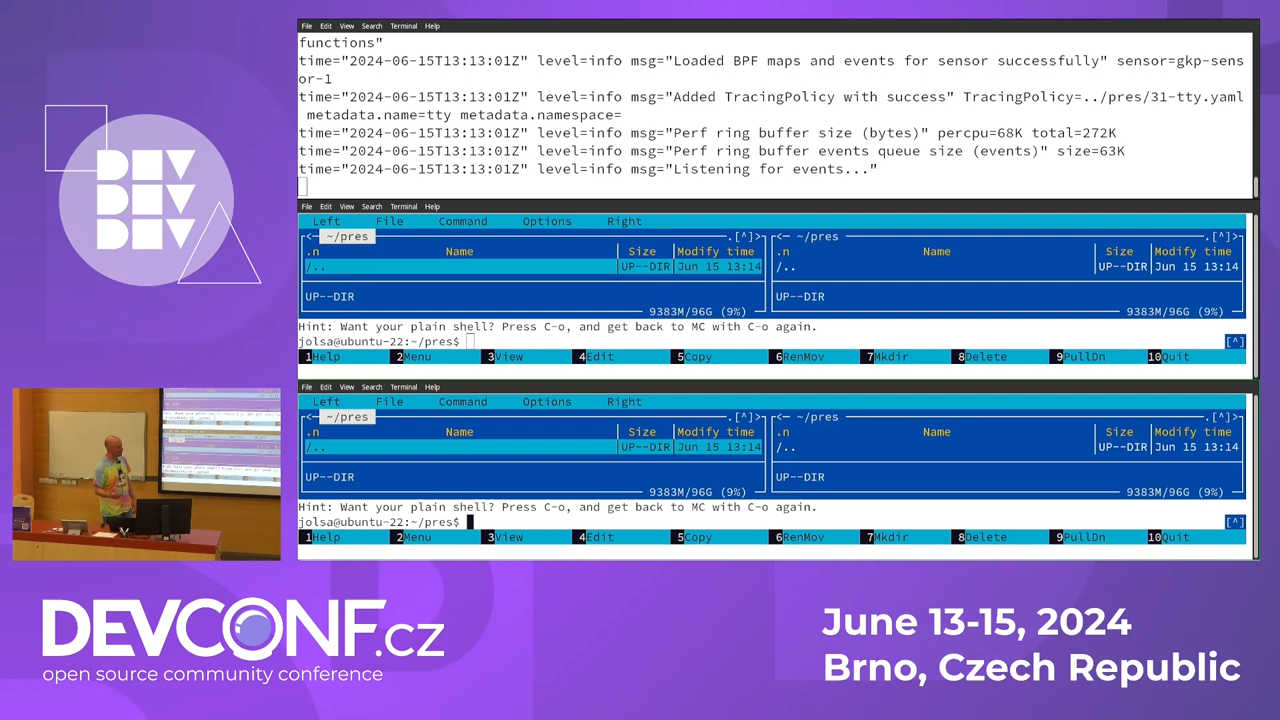 DEV
DEV
DEV
File Edit View Search Terminal Help
functions"
time="2024-06-15T13:13:01Z" level=info msg="Loaded BPF maps and events for sensor successfully" sensor=gkp-sens
or-1
time="2024-06-15T13:13:01Z" level=info msg="Added TracingPolicy with success" TracingPolicy=../pres/31-tty.yaml
metadata.name=tty metadata.namespace=
time="2024-06-15T13:13:01Z" level=info msg="Perf ring buffer size (bytes)" percpu=68K total=272K
time="2024-06-15T13:13:01Z" level=info msg="Perf ring buffer events queue size (events)" size=63K
time="2024-06-15T13:13:01Z" level=info msg="Listening for events..."
File Edit View Search Terminal Help
Left File Command Options Right
<─ ~/pres .[^]> <─ ~/pres .[^]>
.n Name Size Modify time .n Name Size Modify time
/.. UP--DIR Jun 15 13:14 /.. UP--DIR Jun 15 13:14
UP--DIR UP--DIR
9383M/96G (9%) 9383M/96G (9%)
Hint: Want your plain shell? Press C-o, and get back to MC with C-o again.
jolsa@ubuntu-22:~/pres$ [^]
1Help 2Menu 3View 4Edit 5Copy 6RenMov 7Mkdir 8Delete 9PullDn 10Quit
File Edit View Search Terminal Help
Left File Command Options Right
<─ ~/pres .[^]> <─ ~/pres .[^]>
.n Name Size Modify time .n Name Size Modify time
/.. UP--DIR Jun 15 13:14 /.. UP--DIR Jun 15 13:14
UP--DIR UP--DIR
9383M/96G (9%) 9383M/96G (9%)
Hint: Want your plain shell? Press C-o, and get back to MC with C-o again.
jolsa@ubuntu-22:~/pres$ [^]
1Help 2Menu 3View 4Edit 5Copy 6RenMov 7Mkdir 8Delete 9PullDn 10Quit
DEVCONF.cz
open source community conference
June 13-15, 2024
Brno, Czech Republic